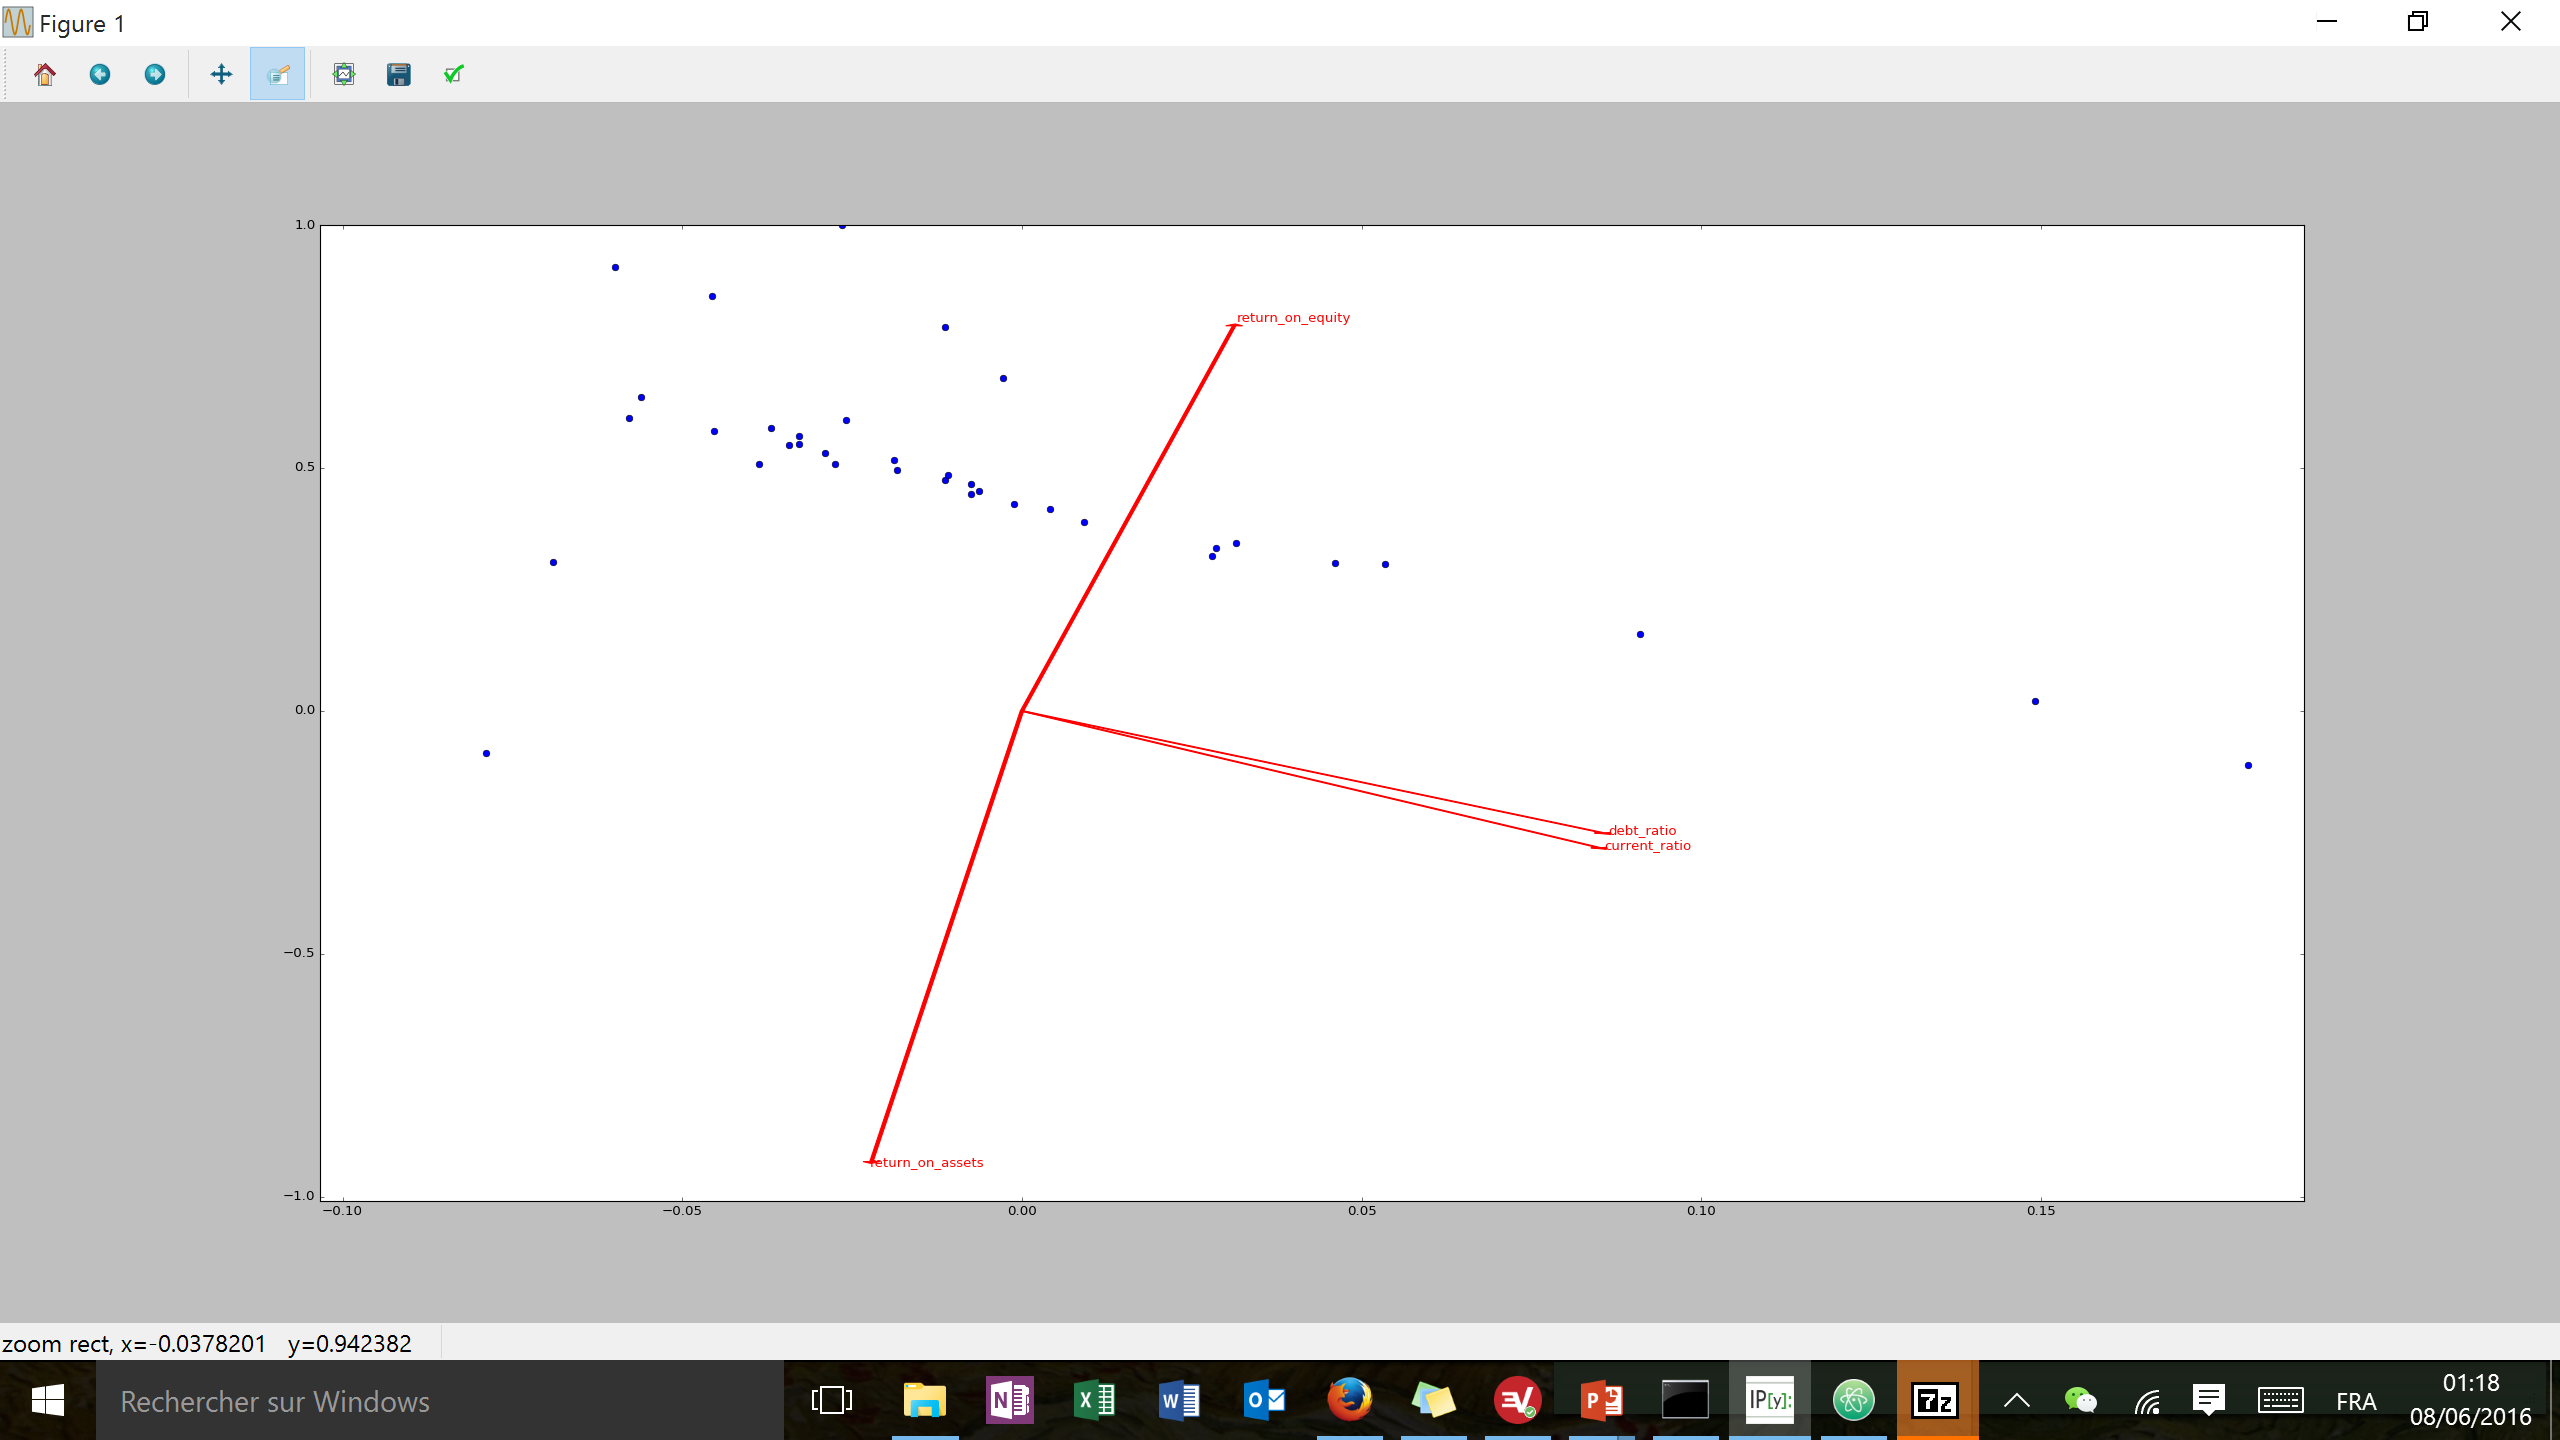 Figure 1
1.0
return_on_equity
0.5
0.0
debt_ratio
current_ratio
−0.5
return_on_assets
−1.0
−0.10 −0.05 0.00 0.05 0.10 0.15
zoom rect, x=-0.0378201 y=0.942382
Rechercher sur Windows
N
X
W
O
EV
P
IP[y]:
7z
FRA
01:18
08/06/2016